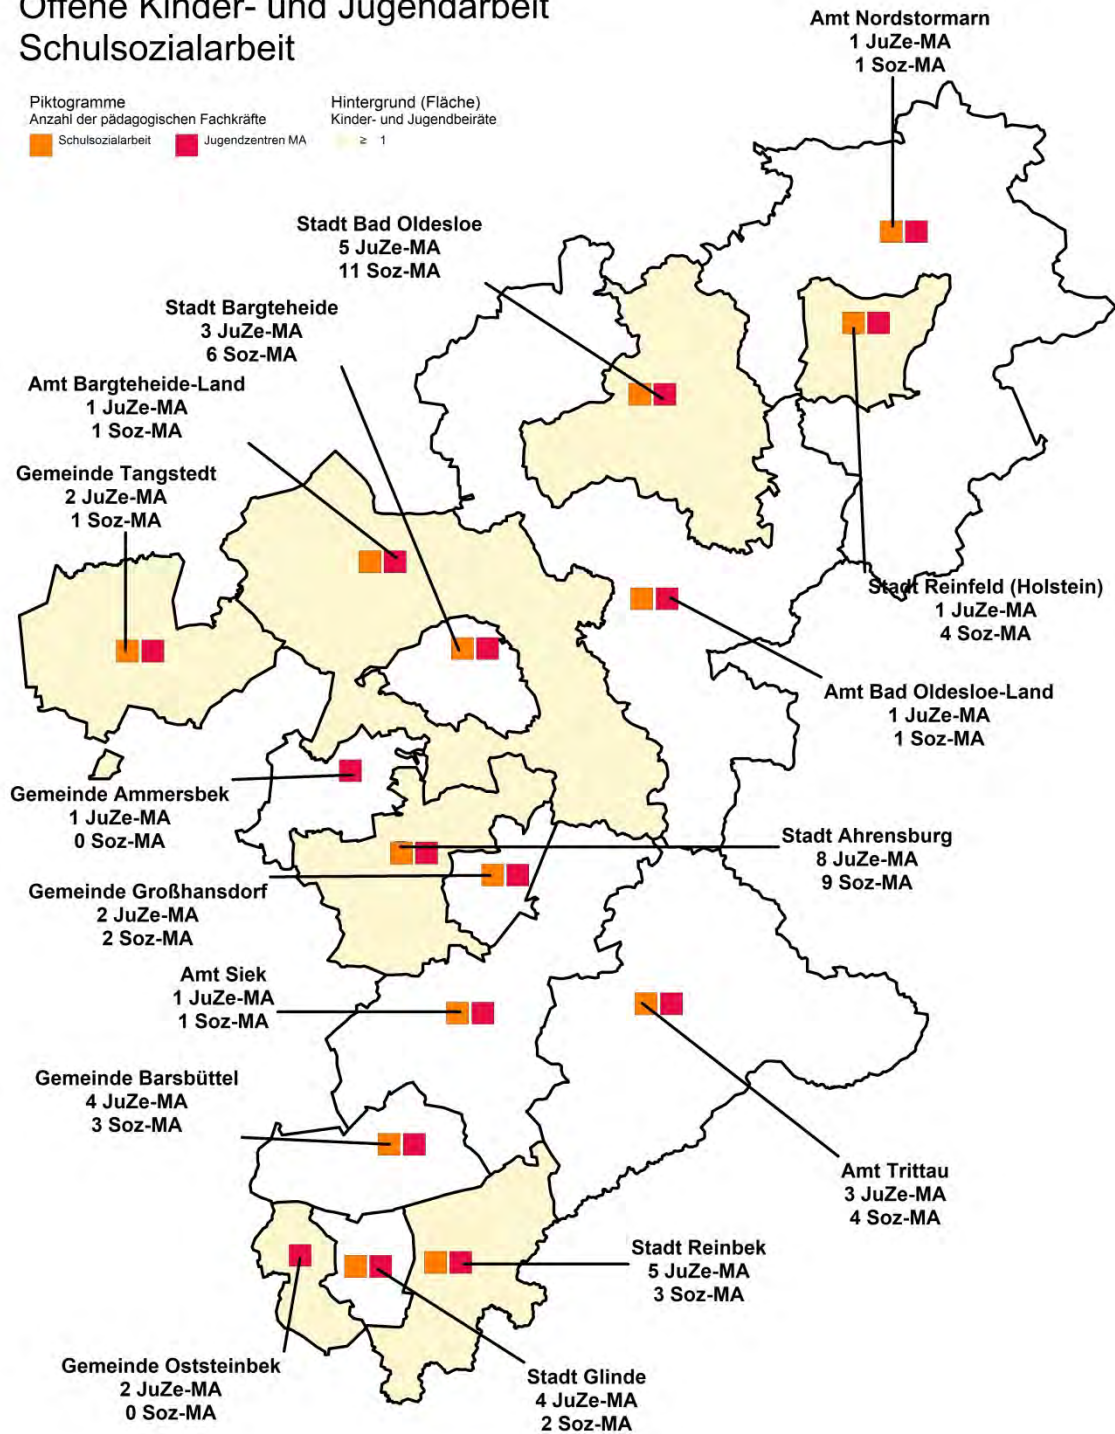 Offene Kinder- und Jugendarbeit
Schulsozialarbeit
Piktogramme
Anzahl der pädagogischen Fachkräfte
Schulsozialarbeit
Jugendzentren MA
Hintergrund (Fläche)
Kinder- und Jugendbeiräte
≥ 1
Amt Nordstormarn
1 JuZe-MA
1 Soz-MA
Stadt Bad Oldesloe
5 JuZe-MA
11 Soz-MA
Stadt Bargteheide
3 JuZe-MA
6 Soz-MA
Amt Bargteheide-Land
1 JuZe-MA
1 Soz-MA
Gemeinde Tangstedt
2 JuZe-MA
1 Soz-MA
Stadt Reinfeld (Holstein)
1 JuZe-MA
4 Soz-MA
Amt Bad Oldesloe-Land
1 JuZe-MA
1 Soz-MA
Gemeinde Ammersbek
1 JuZe-MA
0 Soz-MA
Stadt Ahrensburg
8 JuZe-MA
9 Soz-MA
Gemeinde Großhansdorf
2 JuZe-MA
2 Soz-MA
Amt Siek
1 JuZe-MA
1 Soz-MA
Gemeinde Barsbüttel
4 JuZe-MA
3 Soz-MA
Amt Trittau
3 JuZe-MA
4 Soz-MA
Stadt Reinbek
5 JuZe-MA
3 Soz-MA
Gemeinde Oststeinbek
2 JuZe-MA
0 Soz-MA
Stadt Glinde
4 JuZe-MA
2 Soz-MA